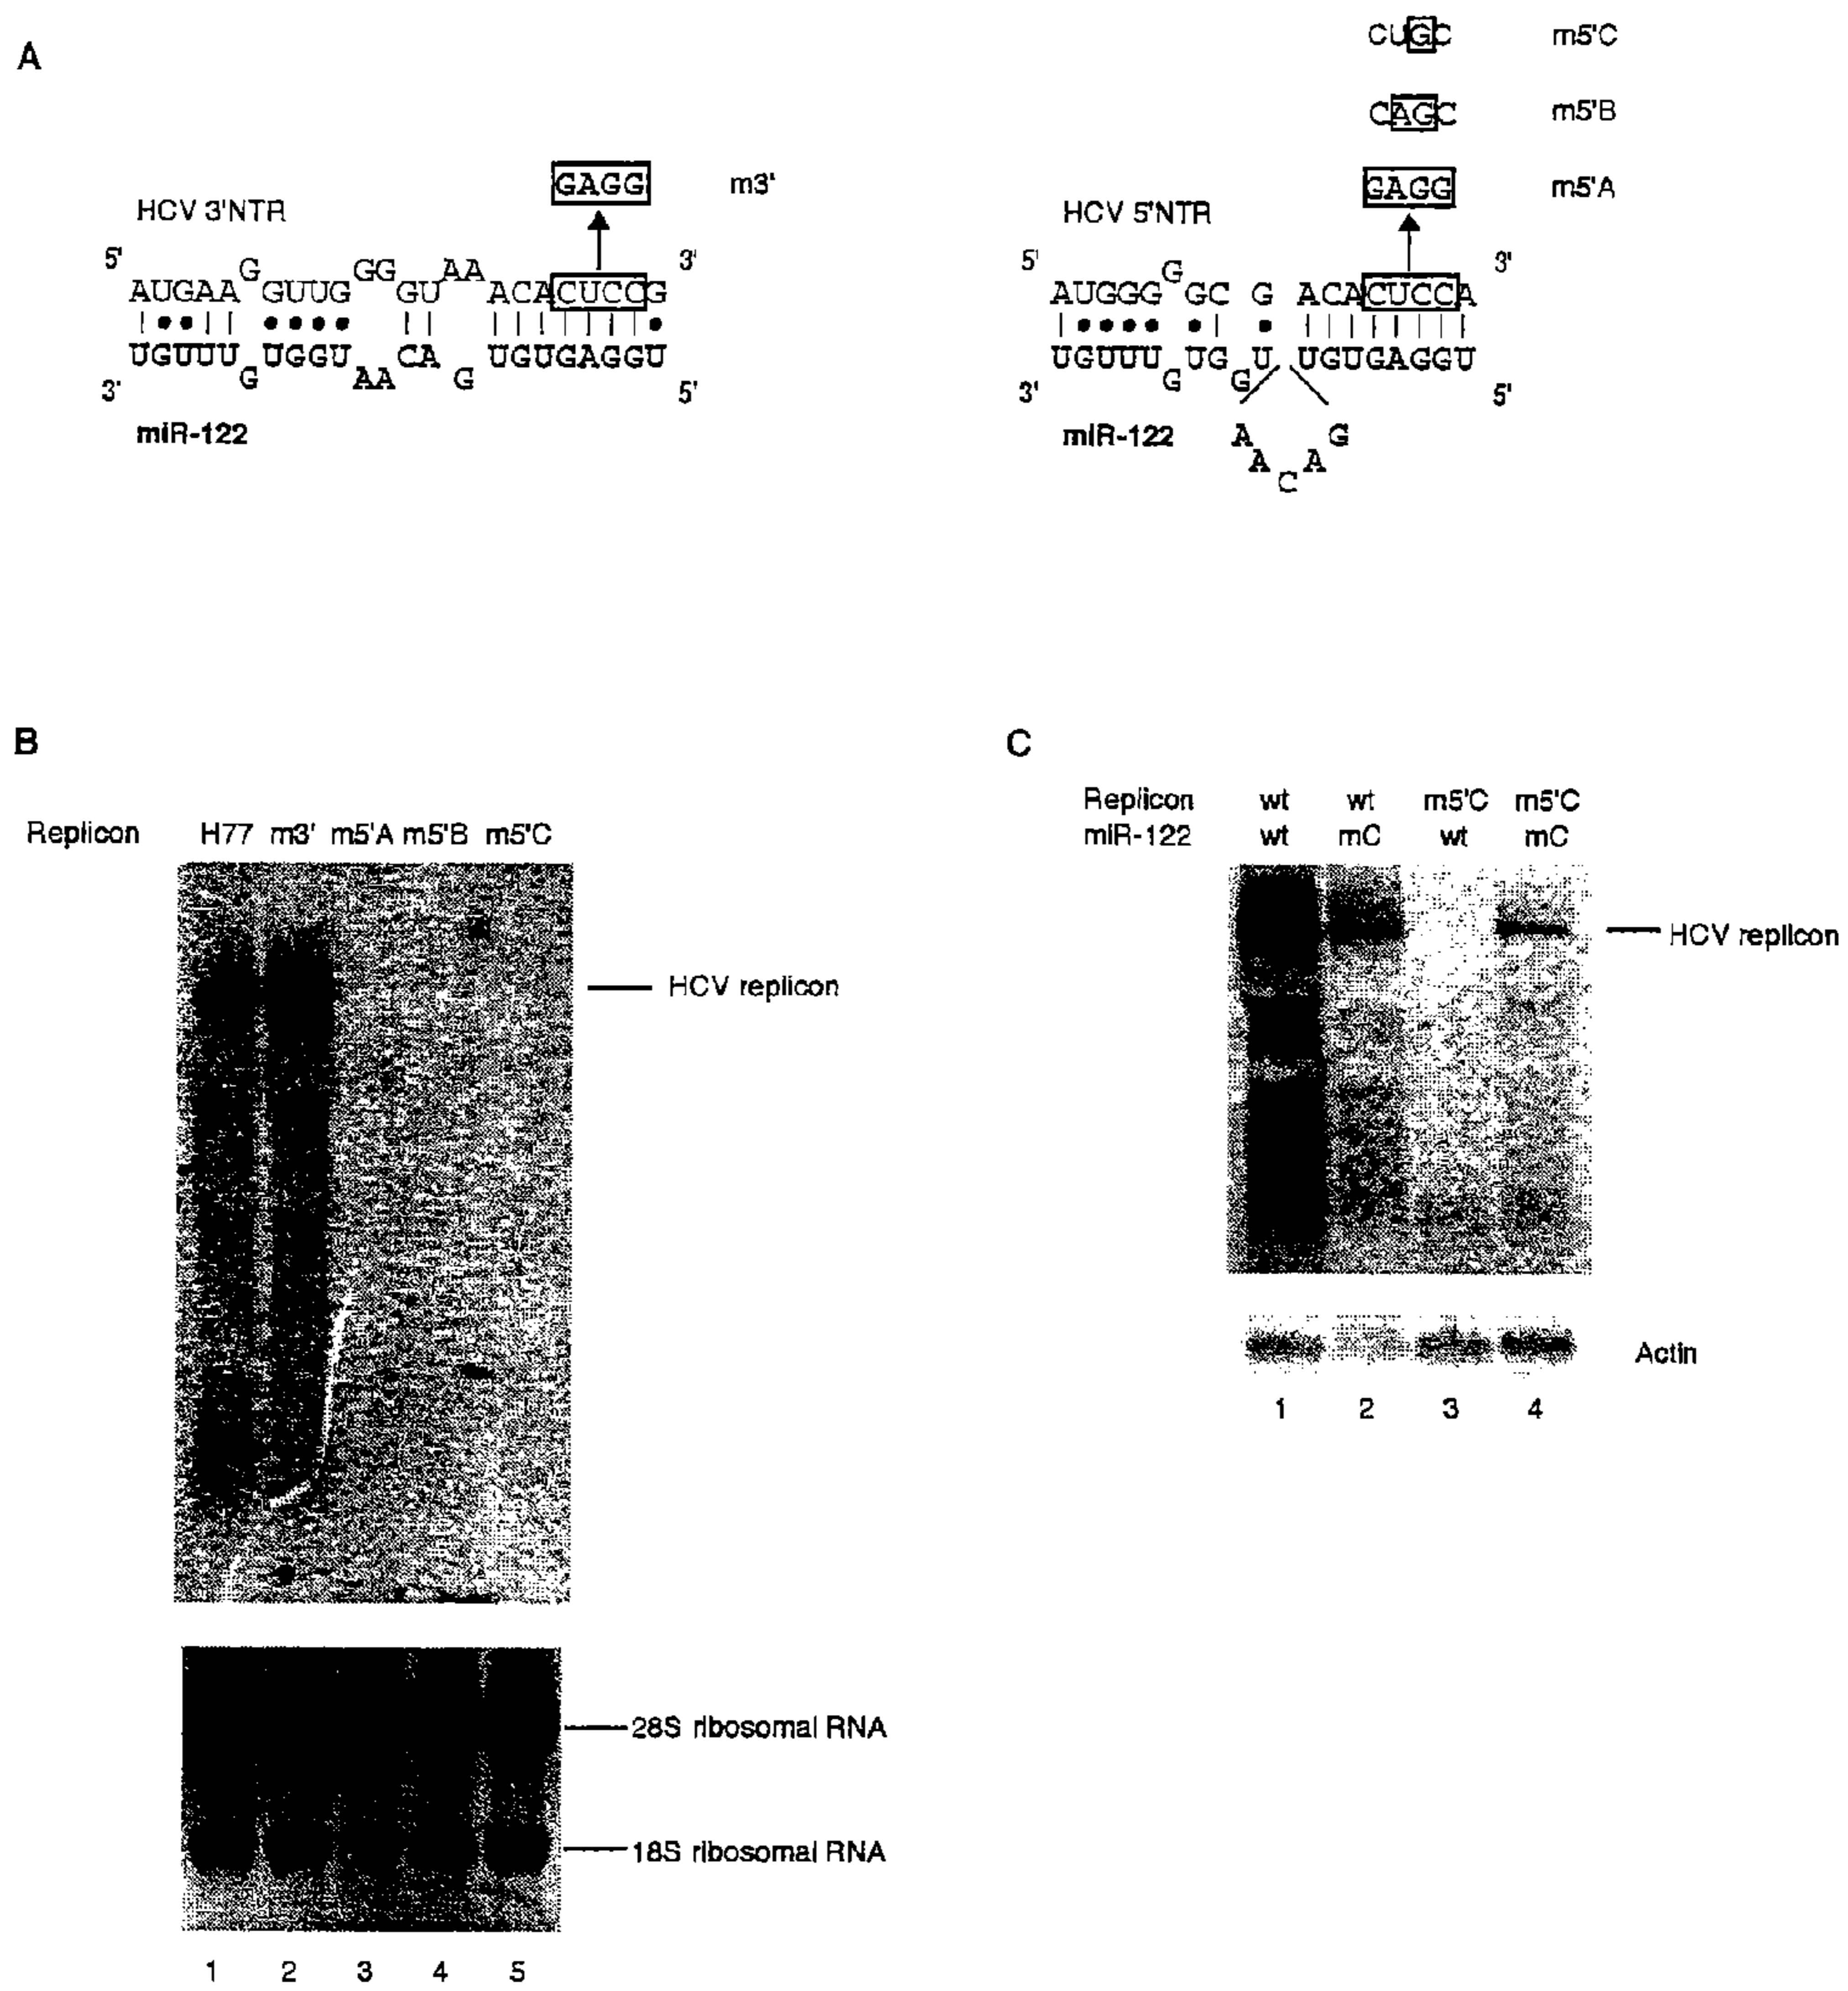 A
CUGC m5'C
CAGC m5'B
GAGG m3'
GAGG m5'A
HCV 3'NTR
HCV 5'NTR
5' 3'
G GG AA
AUGAA GUUG GU ACACUCCG
UGUUU UGGU CA UGUGAGGU
G AA G
3' 5'
miR-122
5' 3'
G
AUGGG GC G ACACUCCA
UGUUU UG U UGUGAGGU
G G
3' 5'
miR-122
A A C A G
B
Replicon H77 m3' m5'A m5'B m5'C
HCV replicon
28S ribosomal RNA
18S ribosomal RNA
1 2 3 4 5
C
Replicon wt wt m5'C m5'C
miR-122 wt mC wt mC
HCV replicon
Actin
1 2 3 4